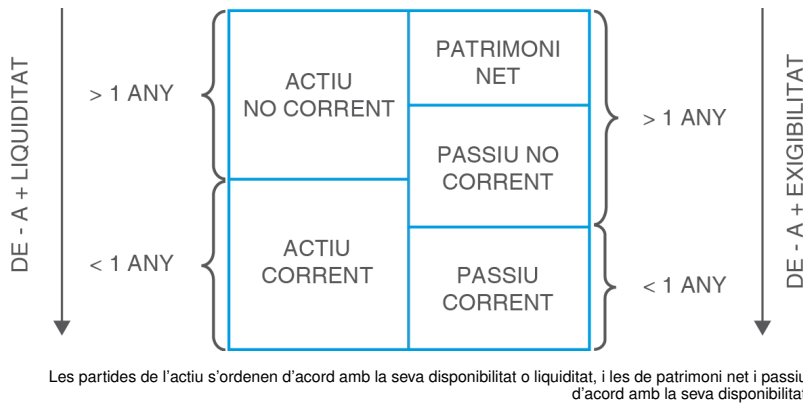 DE - A + LIQUIDITAT
> 1 ANY
< 1 ANY
ACTIU
NO CORRENT
ACTIU
CORRENT
PATRIMONI
NET
PASSIU NO
CORRENT
PASSIU
CORRENT
> 1 ANY
< 1 ANY
DE - A + EXIGIBILITAT
Les partides de l’actiu s’ordenen d’acord amb la seva disponibilitat o liquiditat, i les de patrimoni net i passiu
d’acord amb la seva disponibilitat